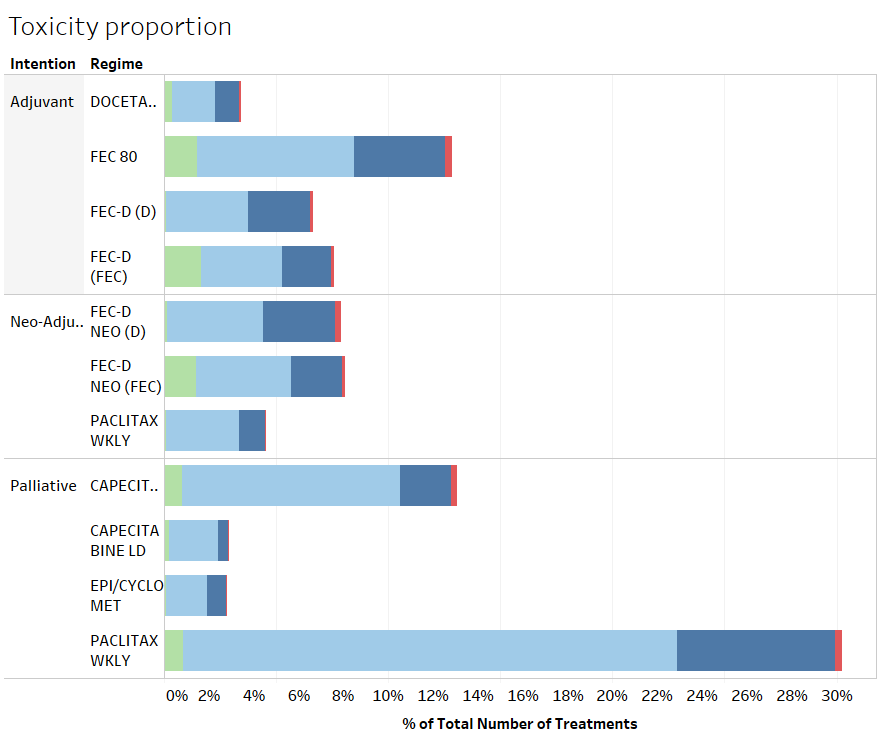 Toxicity proportion
Intention Regime
Adjuvant DOCETA..
FEC 80
FEC-D (D)
FEC-D
(FEC)
Neo-Adju.. FEC-D
NEO (D)
FEC-D
NEO (FEC)
PACLITAX
WKLY
Palliative CAPECIT..
CAPECITA
BINE LD
EPI/CYCLO
MET
PACLITAX
WKLY
0% 2% 4% 6% 8% 10% 12% 14% 16% 18% 20% 22% 24% 26% 28% 30%
% of Total Number of Treatments